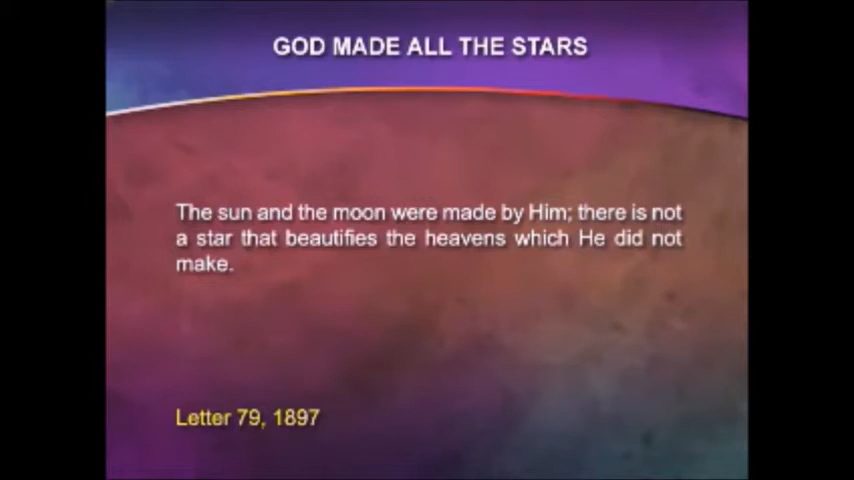 GOD MADE ALL THE STARS
The sun and the moon were made by Him; there is not
a star that beautifies the heavens which He did not
make.
Letter 79, 1897